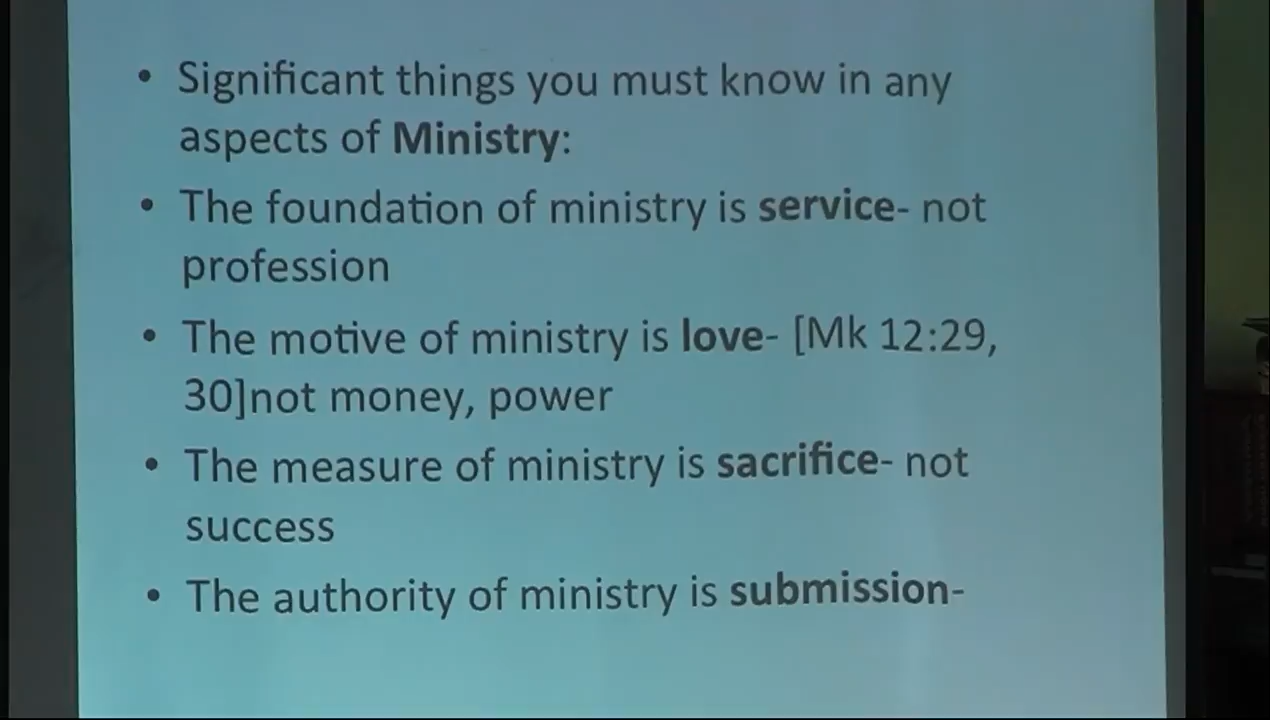 • Significant things you must know in any
aspects of Ministry:
• The foundation of ministry is service- not
profession
• The motive of ministry is love- [Mk 12:29,
30]not money, power
• The measure of ministry is sacrifice- not
success
• The authority of ministry is submission-